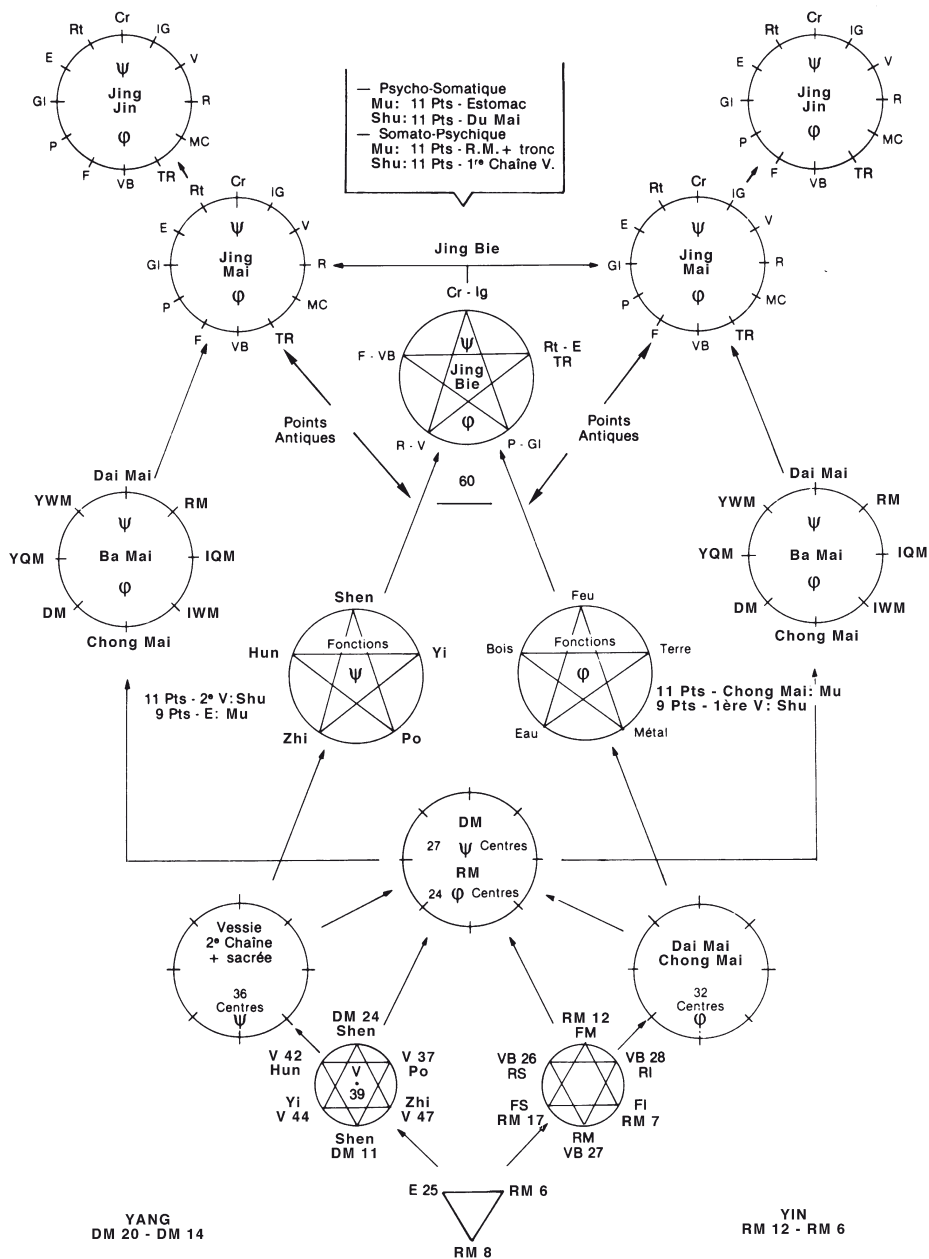 Cr
Rt IG
E V
ψ
GI Jing R
Jin
φ
P MC
F TR
VB
Cr
Rt IG
E V
ψ
GI Jing R
Jin
φ
P MC
F TR
VB
— Psycho-Somatique
Mu: 11 Pts - Estomac
Shu: 11 Pts - Du Mai
— Somato-Psychique
Mu: 11 Pts - R.M. + tronc
Shu: 11 Pts - 1re Chaîne V.
Cr
Rt IG
E V
ψ
GI Jing R
Mai
φ
P MC
F TR
VB
Jing Bie
Cr
Rt IG
E V
ψ
GI Jing R
Mai
φ
P MC
F TR
VB
Cr - Ig
F - VB ψ Rt - E
Jing TR
Bie
φ
R - V P - GI
Points
Antiques
Points
Antiques
60
Dai Mai
YWM RM
ψ
YQM Ba Mai IQM
φ
DM IWM
Chong Mai
Dai Mai
YWM RM
ψ
YQM Ba Mai IQM
φ
DM IWM
Chong Mai
Shen
Fonctions
Hun Yi
ψ
Zhi Po
Feu
Fonctions
Bois Terre
φ
Eau Métal
11 Pts - 2e V: Shu
9 Pts - E: Mu
11 Pts - Chong Mai: Mu
9 Pts - 1ère V: Shu
DM
27 ψ Centres
RM
24 φ Centres
Vessie
2e Chaîne
+ sacrée
36
Centres
ψ
Dai Mai
Chong Mai
32
Centres
φ
DM 24
Shen
V 42 V 37
Hun Po
V
39
Yi Zhi
V 44 V 47
Shen
DM 11
RM 12
FM
VB 26 VB 28
RS RI
FS FI
RM 17 RM 7
RM
VB 27
E 25 RM 6
RM 8
YANG
DM 20 - DM 14
YIN
RM 12 - RM 6